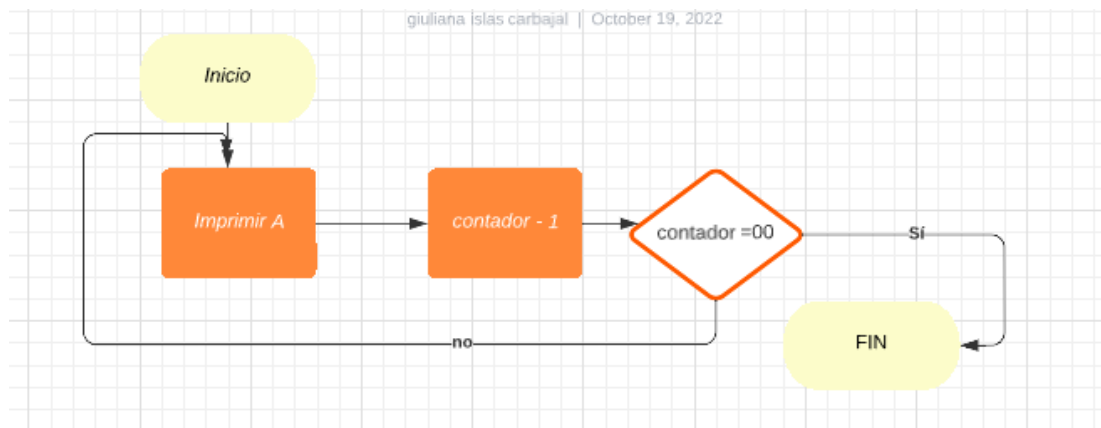 giuliana islas carbajal | October 19, 2022
Inicio
Imprimir A
contador - 1
contador =00
Sí
no
FIN